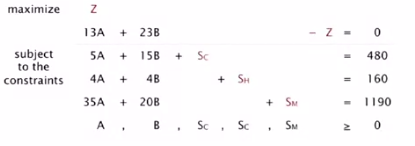 maximize Z
13A + 23B − Z = 0
subject to the constraints 5A + 15B + SC = 480
4A + 4B + SH = 160
35A + 20B + SM = 1190
A , B , SC , SC , SM ≥ 0